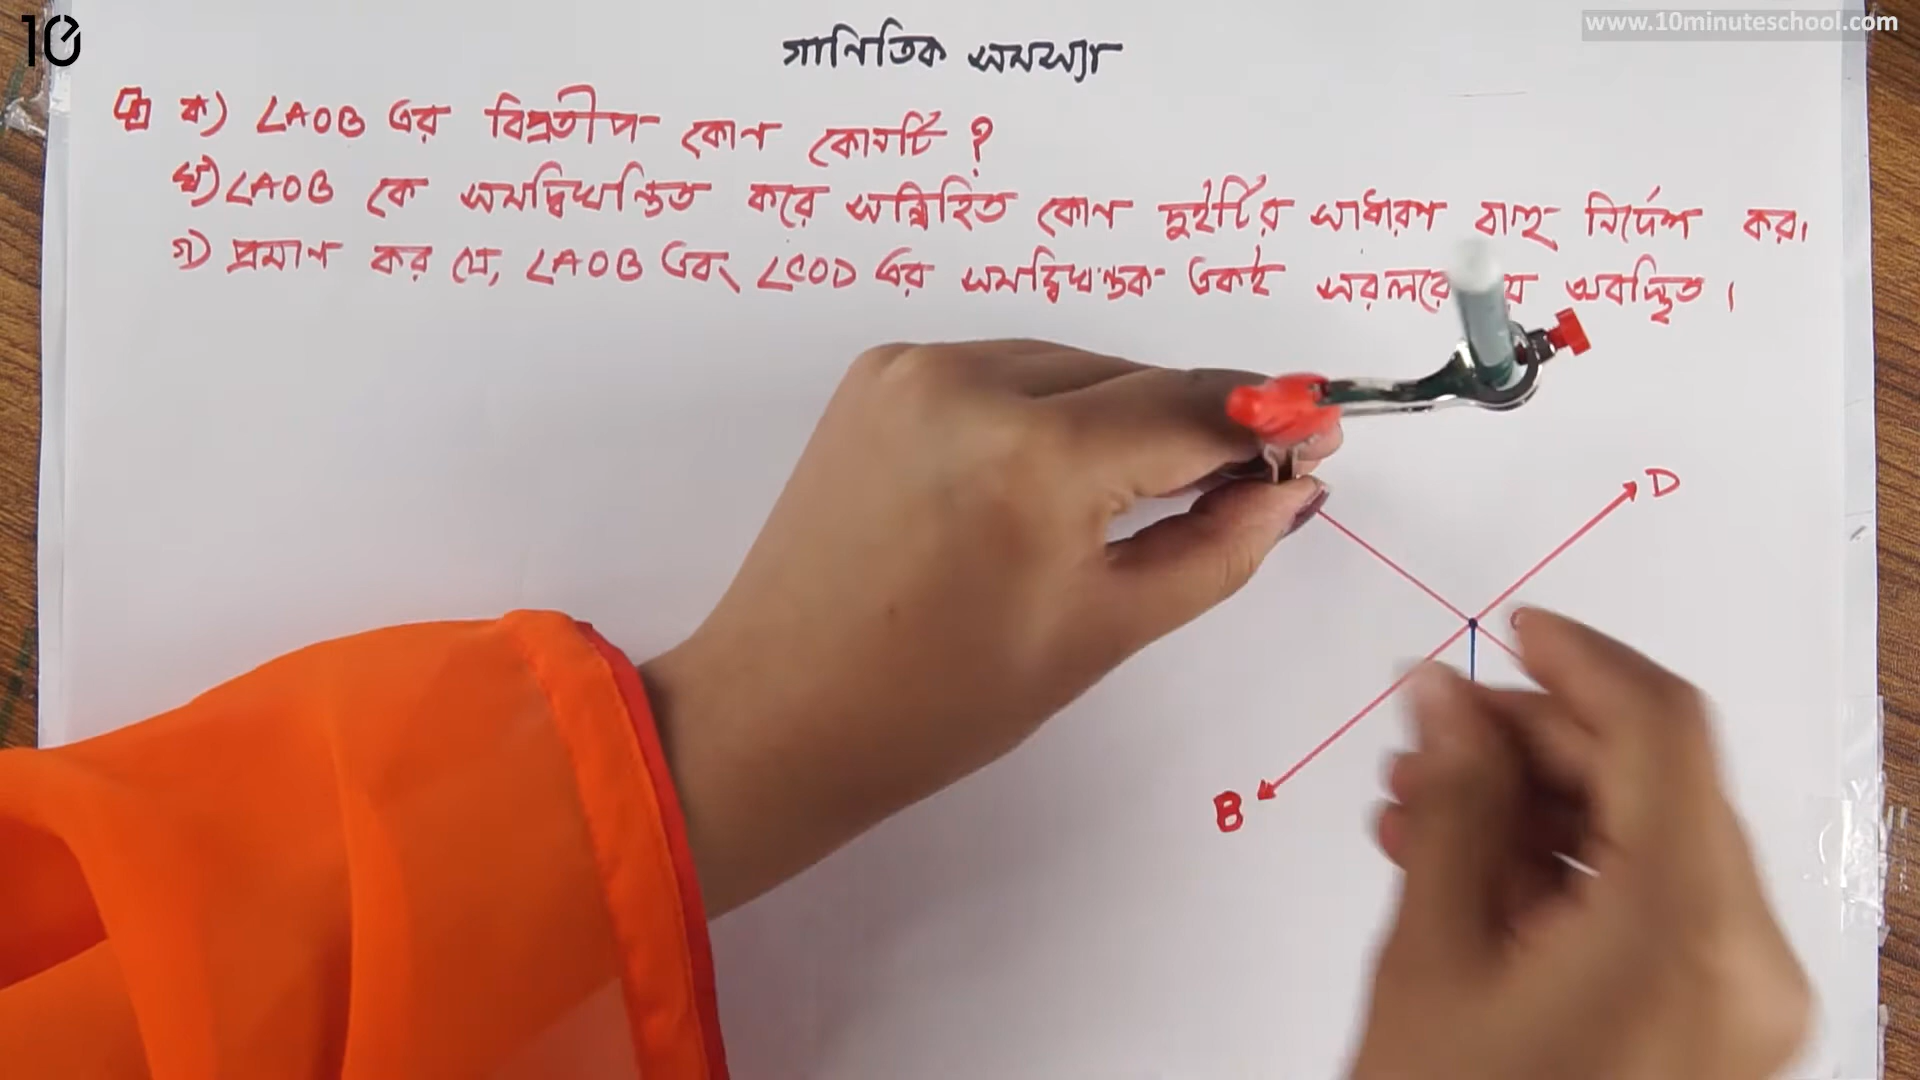 10
www.10minuteschool.com
গানিতিক সমস্যা
ক) ∠AOB এর বিপ্রতীপ কোণ কোনটি ?
খ) ∠AOB কে সমদ্বিখন্ডিত করে সন্নিহিত কোণ দুইটির সাধারণ বাহু নির্দেশ কর।
গ) প্রমাণ কর যে, ∠AOB এবং ∠COD এর সমদ্বিখন্ডক একই অবস্থিত।
D
B